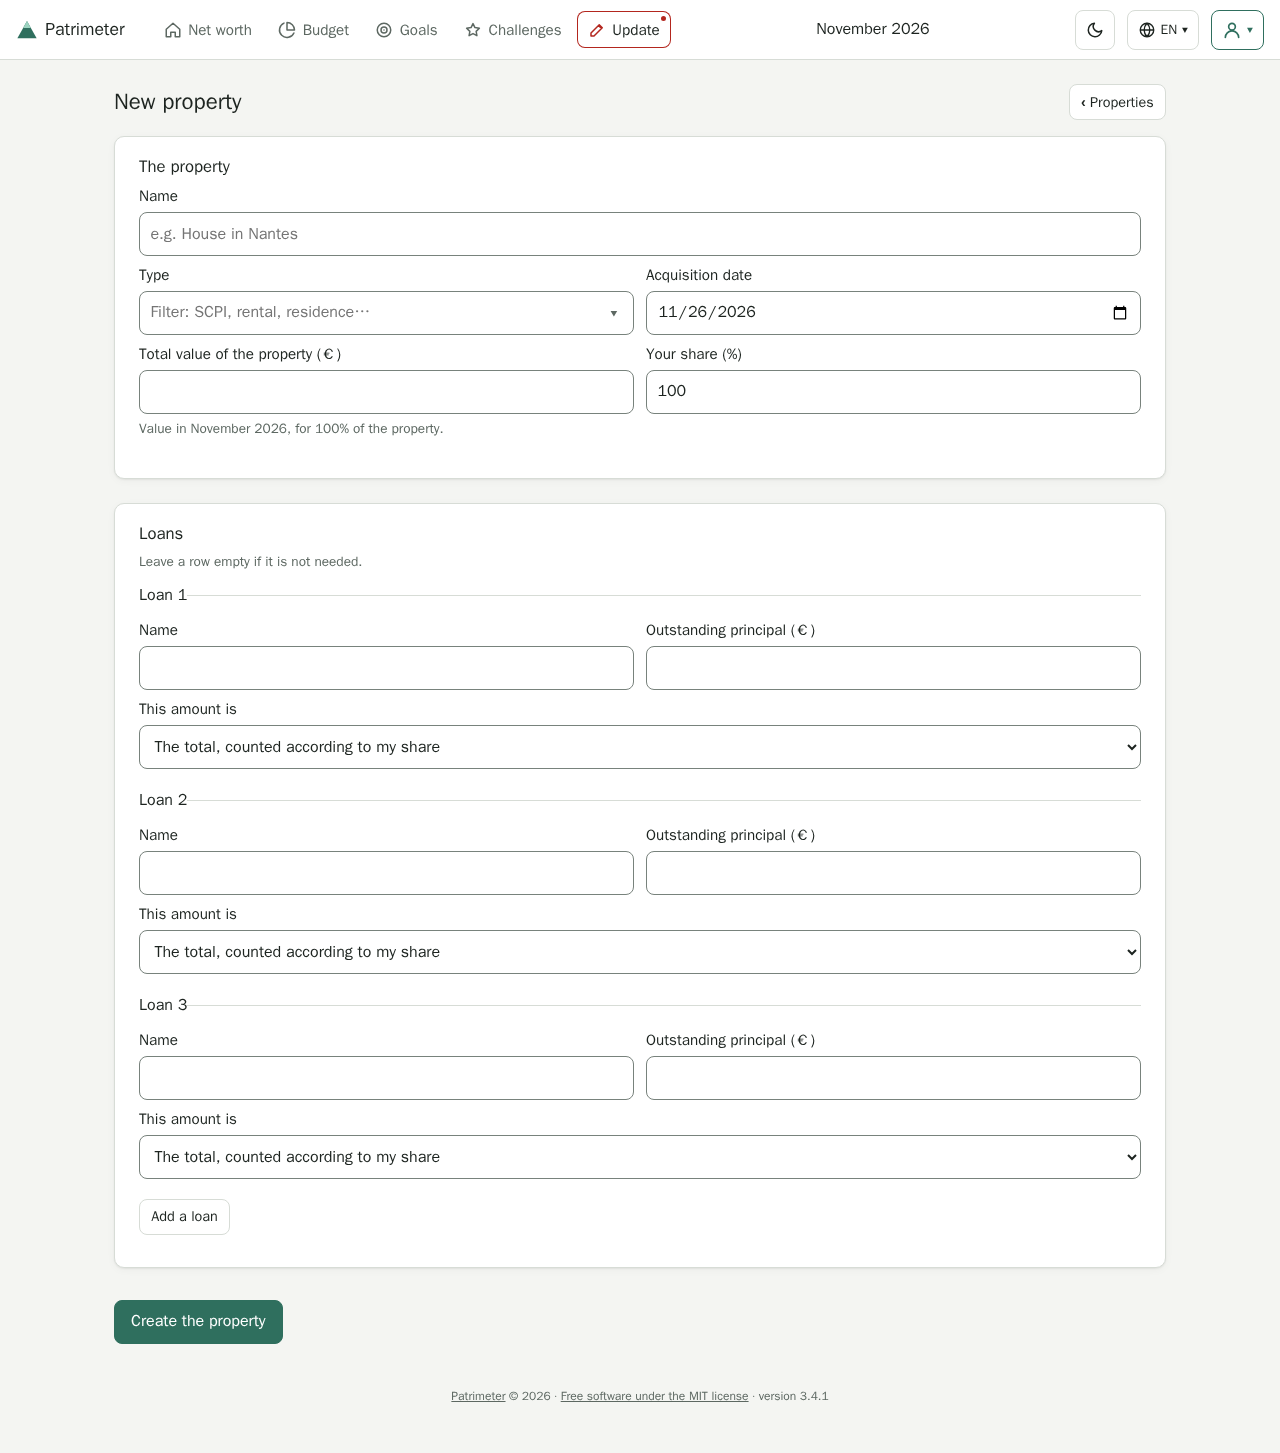 Patrimeter Net worth Budget Goals Challenges Update November 2026 EN
New property ‹ Properties
The property
Name
e.g. House in Nantes
Type Acquisition date
Filter: SCPI, rental, residence… 11/26/2026
Total value of the property (€) Your share (%)
100
Value in November 2026, for 100% of the property.
Loans
Leave a row empty if it is not needed.
Loan 1
Name Outstanding principal (€)
This amount is
The total, counted according to my share
Loan 2
Name Outstanding principal (€)
This amount is
The total, counted according to my share
Loan 3
Name Outstanding principal (€)
This amount is
The total, counted according to my share
Add a loan
Create the property
Patrimeter © 2026 · Free software under the MIT license · version 3.4.1